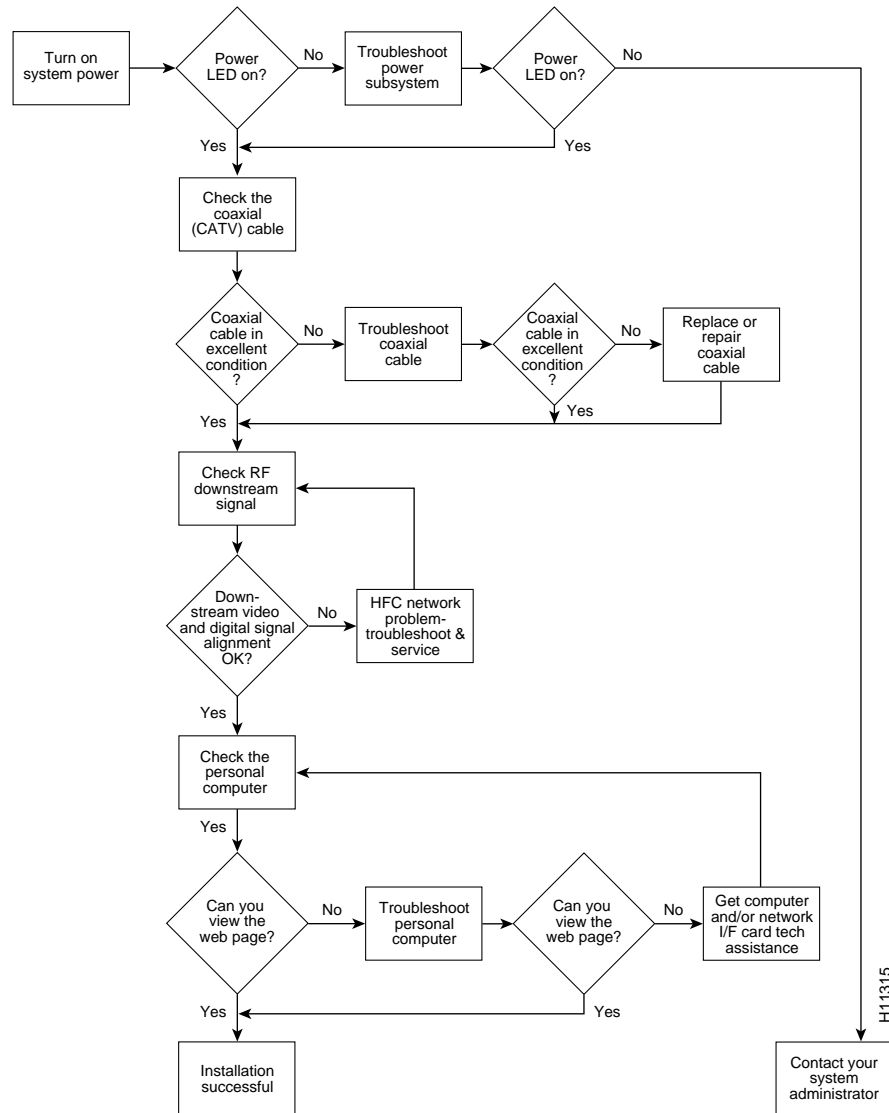 Turn on
system power
Power
LED on?
No
Troubleshoot
power
subsystem
Power
LED on?
No
Yes
Yes
Check the
coaxial
(CATV) cable
Coaxial
cable in
excellent
condition
?
No
Troubleshoot
coaxial
cable
Coaxial
cable in
excellent
condition
?
No
Replace or
repair
coaxial
cable
Yes
Yes
Check RF
downstream
signal
Down-
stream video
and digital signal
alignment
OK?
No
HFC network
problem-
troubleshoot &
service
Yes
Check the
personal
computer
Yes
Can you
view the
web page?
No
Troubleshoot
personal
computer
Can you
view the
web page?
No
Get computer
and/or network
I/F card tech
assistance
Yes
Yes
Installation
successful
Contact your
system
administrator
H11315